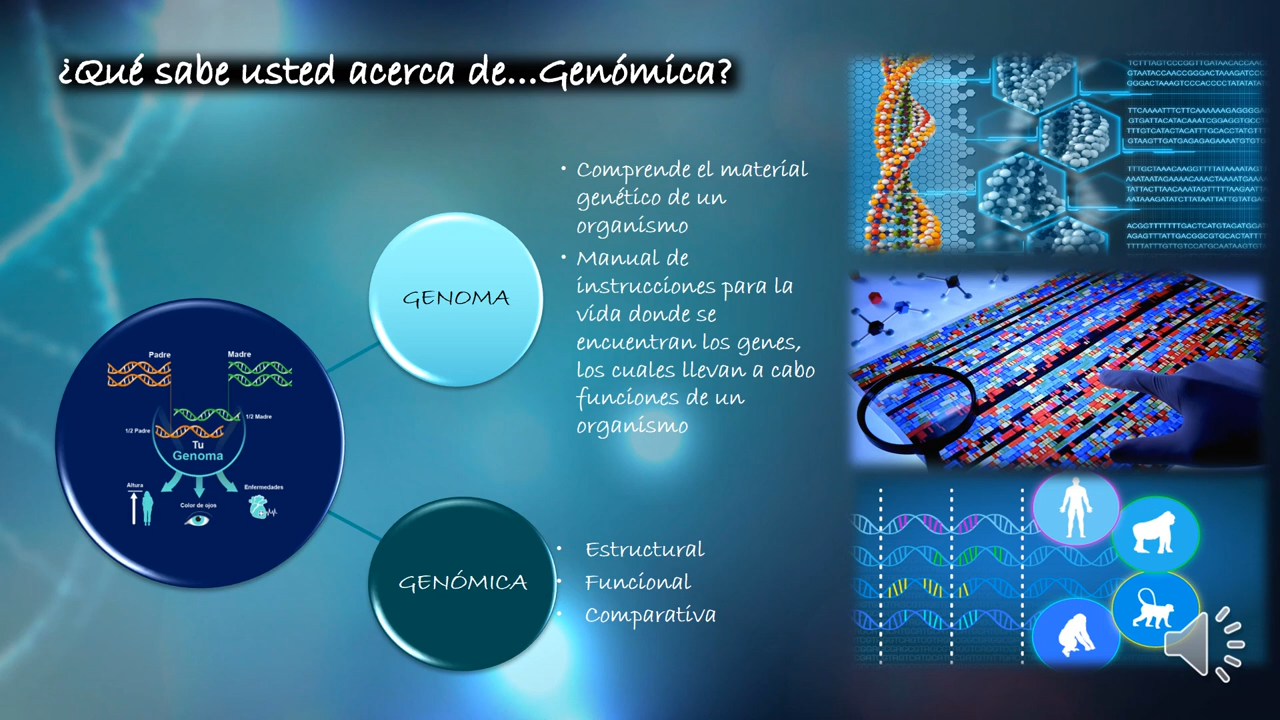 ¿Qué sabe usted acerca de...Genómica?
GENOMA
• Comprende el material
genético de un
organismo
• Manual de
instrucciones para la
vida donde se
encuentran los genes,
los cuales llevan a cabo
funciones de un
organismo
Padre
Madre
1/2 Madre
1/2 Padre
Tu
Genoma
Altura
Color de ojos
Enfermedades
GENÓMICA
• Estructural
• Funcional
• Comparativa